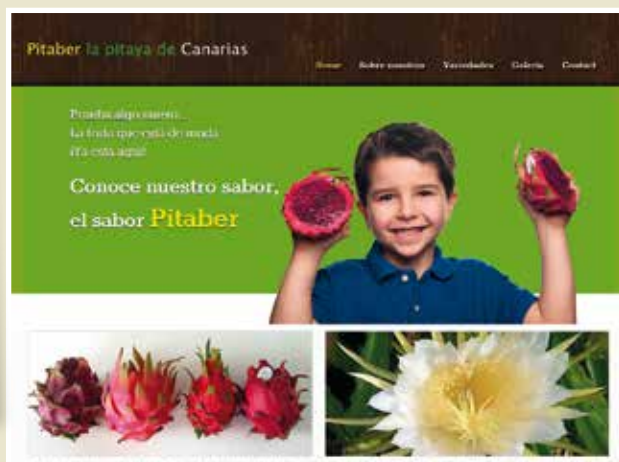 Pitaber la pitaya de Canarias
Home Sobre nosotros Variedades Galería Contact
Prueba algo nuevo...
La fruta que está de moda
¡Ya está aquí!
Conoce nuestro sabor,
el sabor Pitaber